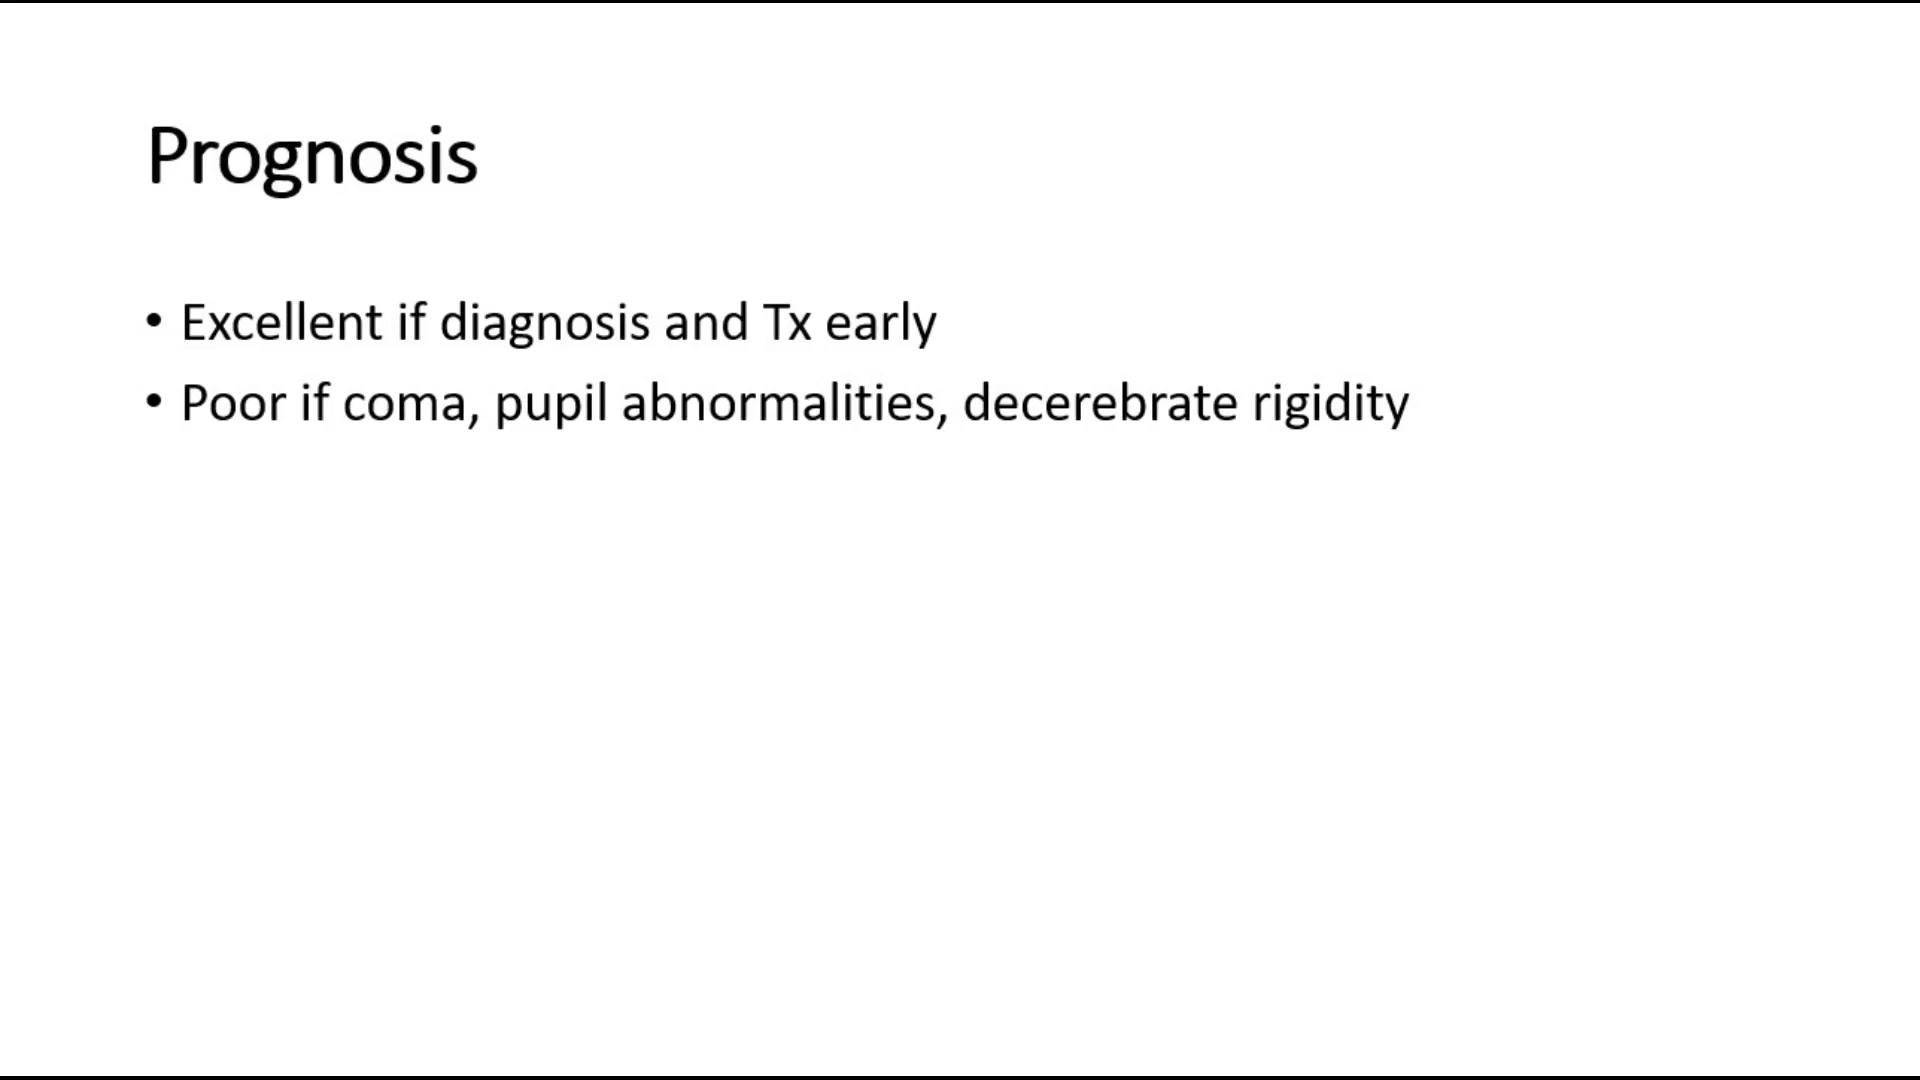 Prognosis
• Excellent if diagnosis and Tx early
• Poor if coma, pupil abnormalities, decerebrate rigidity